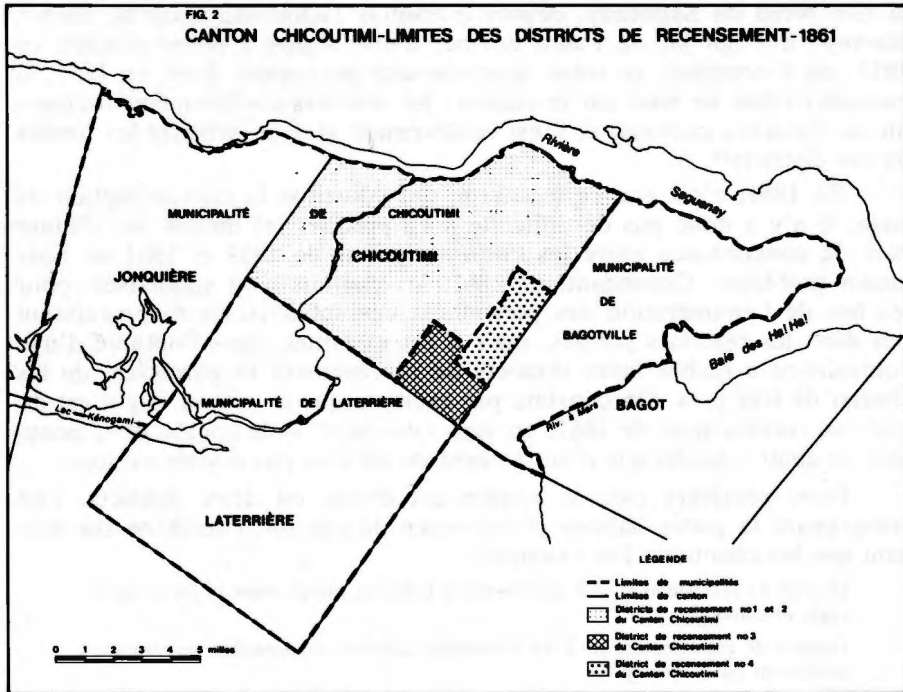 FIG. 2
CANTON CHICOUTIMI-LIMITES DES DISTRICTS DE RECENSEMENT-1861
Rivière
Saguenay
MUNICIPALITÉ DE CHICOUTIMI
CHICOUTIMI
JONQUIÈRE
MUNICIPALITÉ
DE
BAGOTVILLE
Baie des Ha! Ha!
Riv. à Mars
BAGOT
MUNICIPALITÉ DE LATERRIÈRE
Lac Kénogami
LATERRIÈRE
LÉGENDE
Limites de municipalités
Limites de canton
Districts de recensement no1 et 2
du Canton Chicoutimi
District de recensement no 3
du Canton Chicoutimi
District de recensement no 4
du Canton Chicoutimi
0 1 2 3 4 5 milles